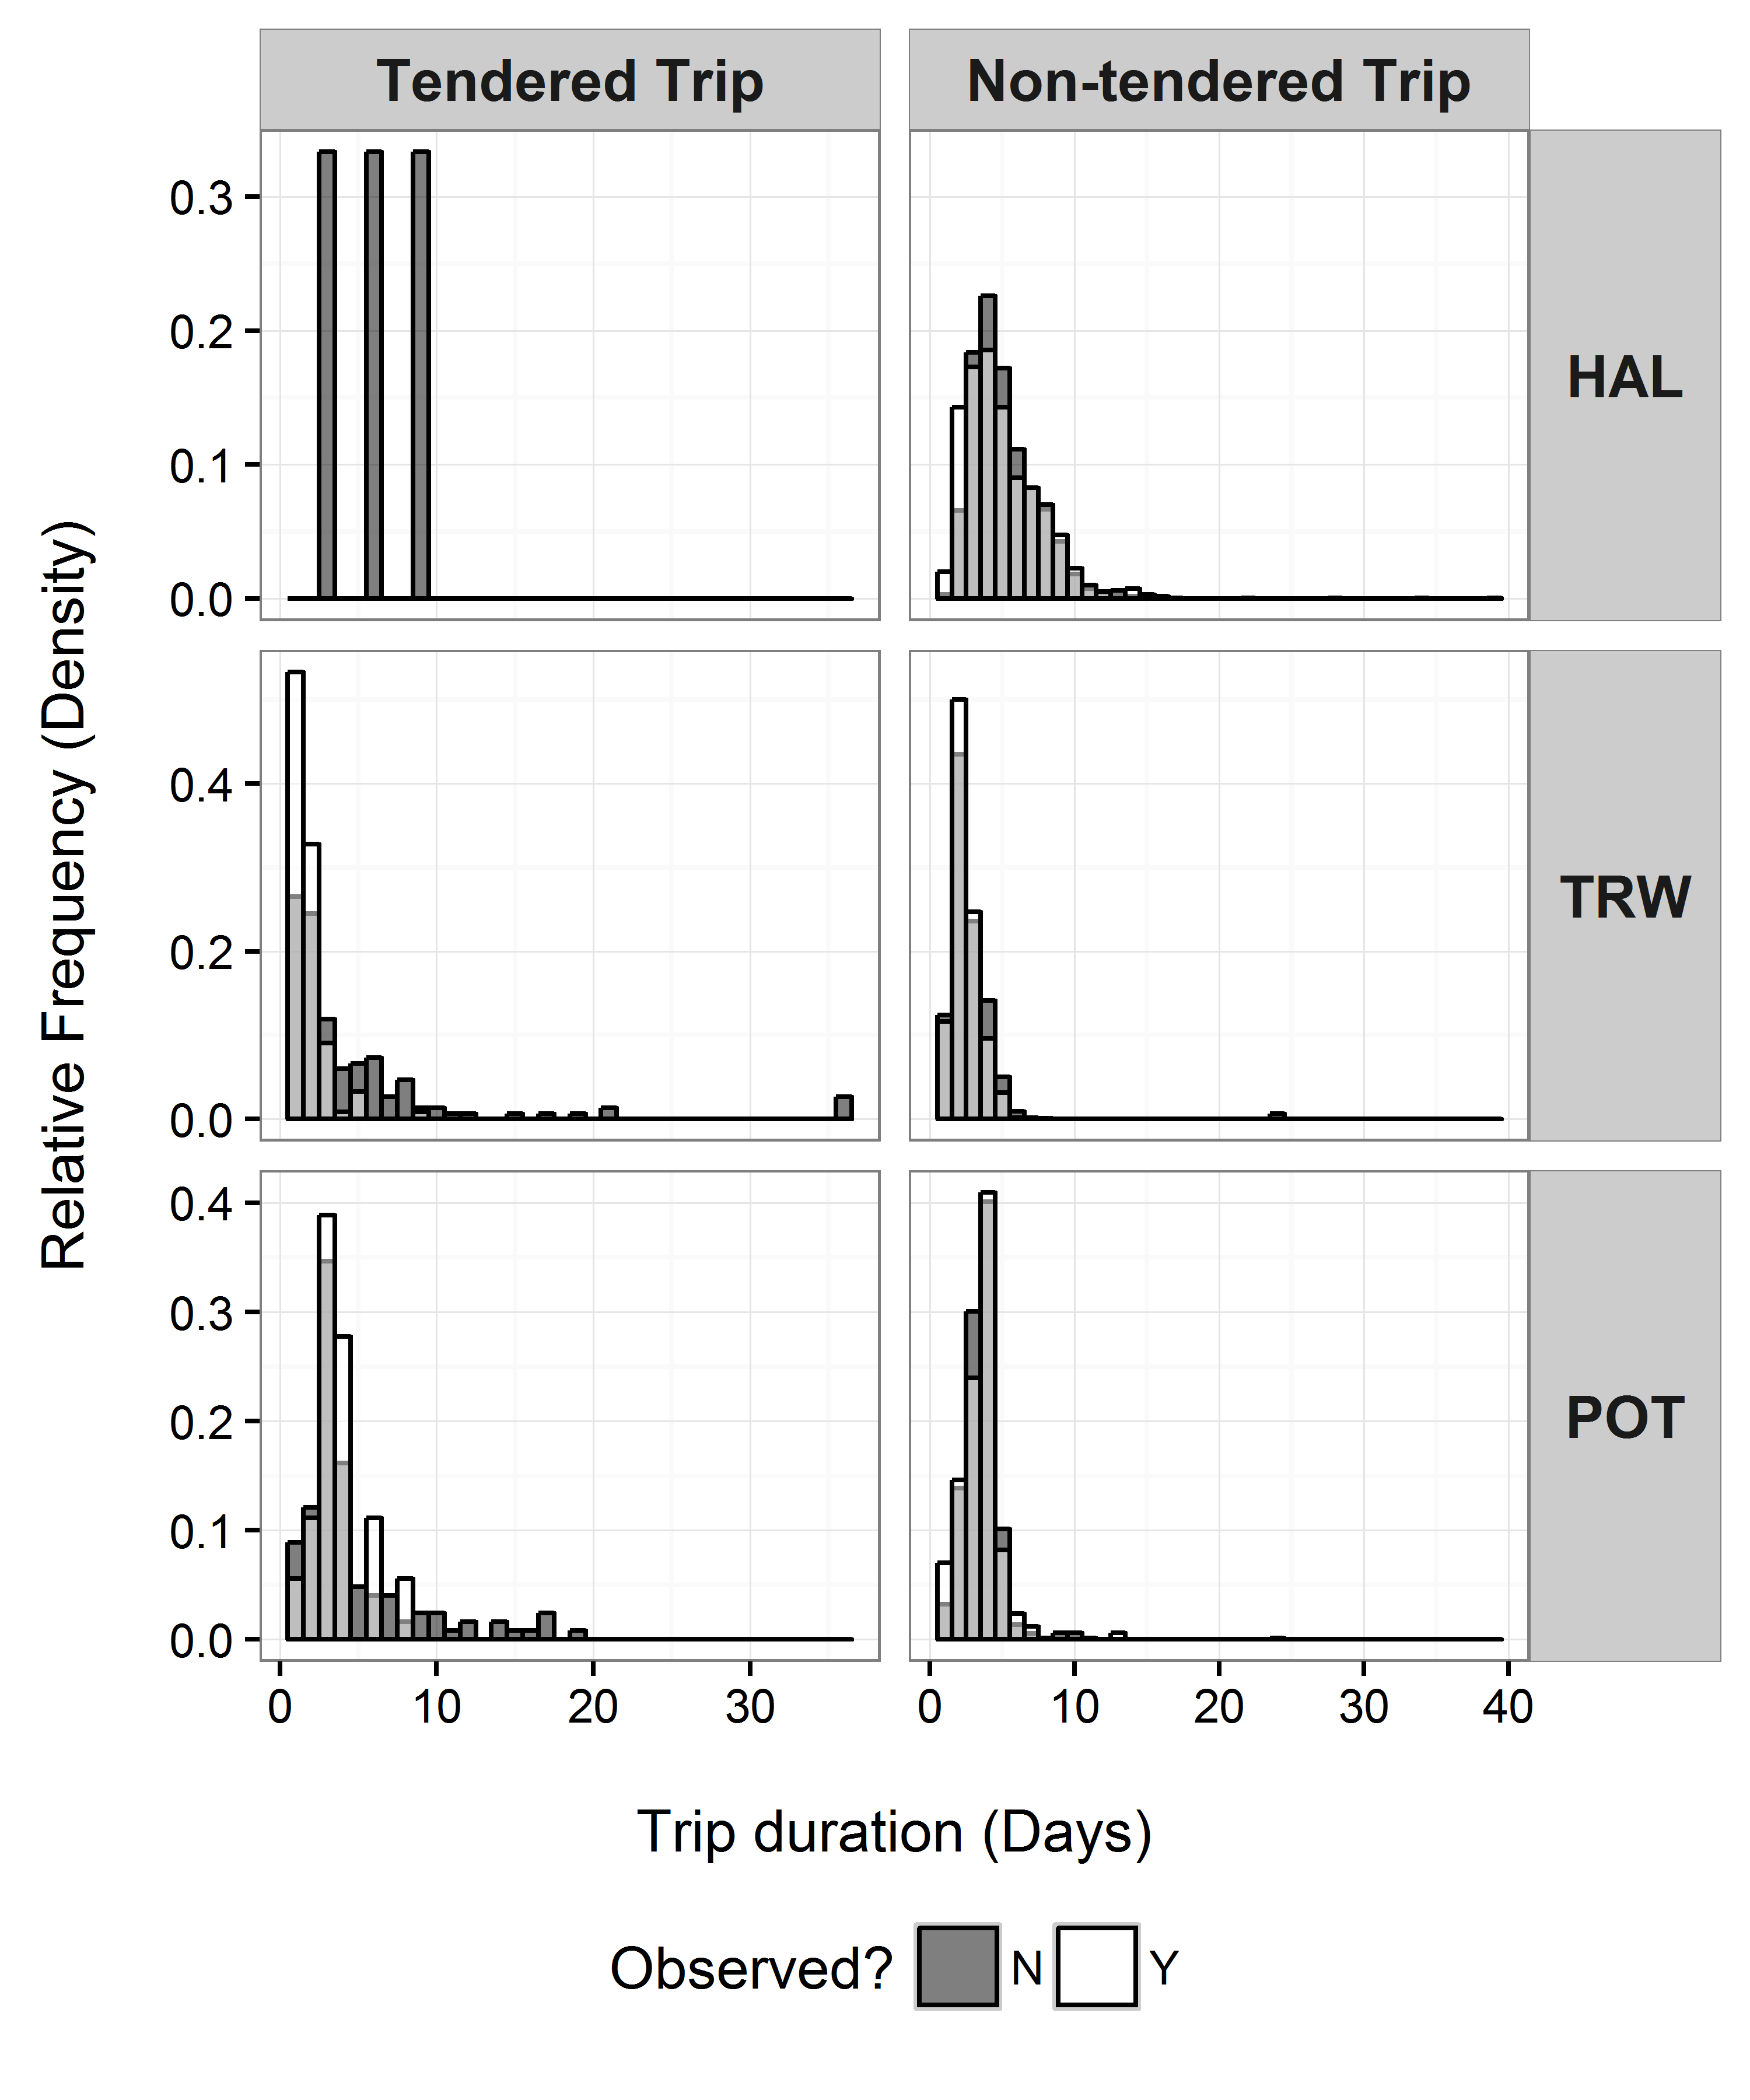 Tendered Trip
Non-tendered Trip
Relative Frequency (Density)
0.3
0.2
0.1
0.0
HAL
0.4
0.2
0.0
TRW
0.4
0.3
0.2
0.1
0.0
POT
0 10 20 30
0 10 20 30 40
Trip duration (Days)
Observed? N Y